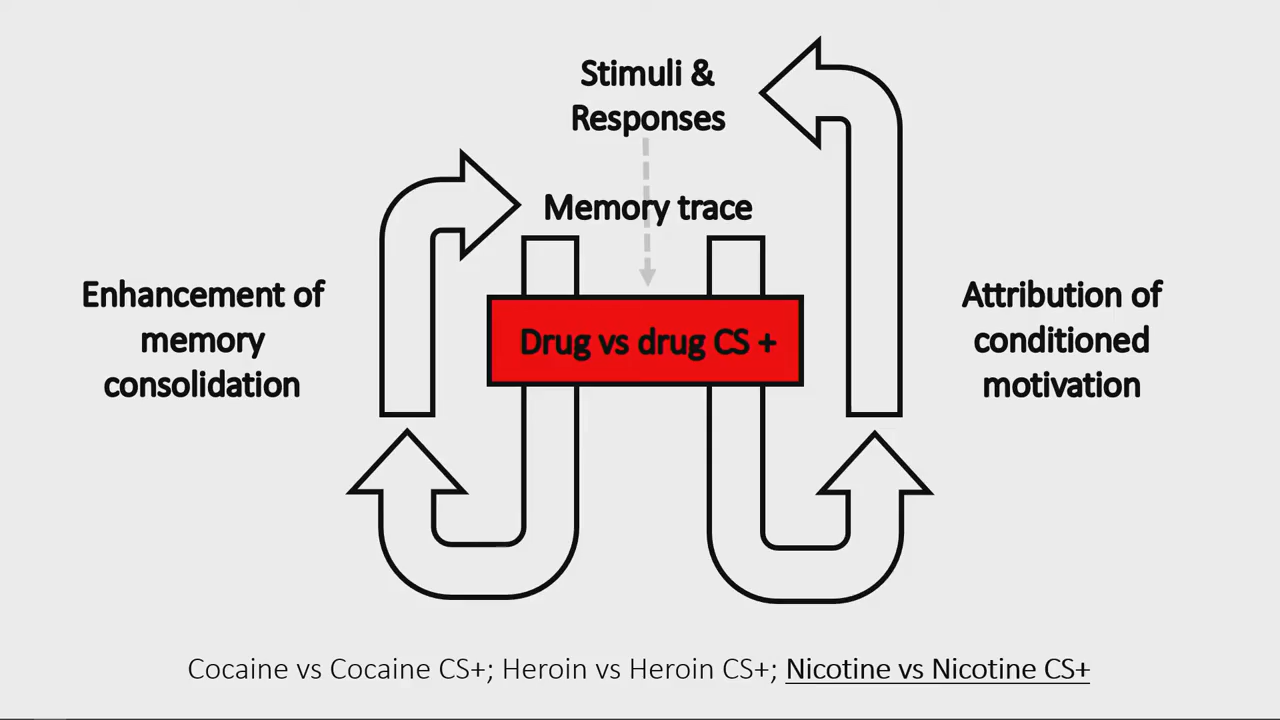 Stimuli &
Responses
Memory trace
Enhancement of
memory
consolidation
Drug vs drug CS +
Attribution of
conditioned
motivation
Cocaine vs Cocaine CS+; Heroin vs Heroin CS+; Nicotine vs Nicotine CS+